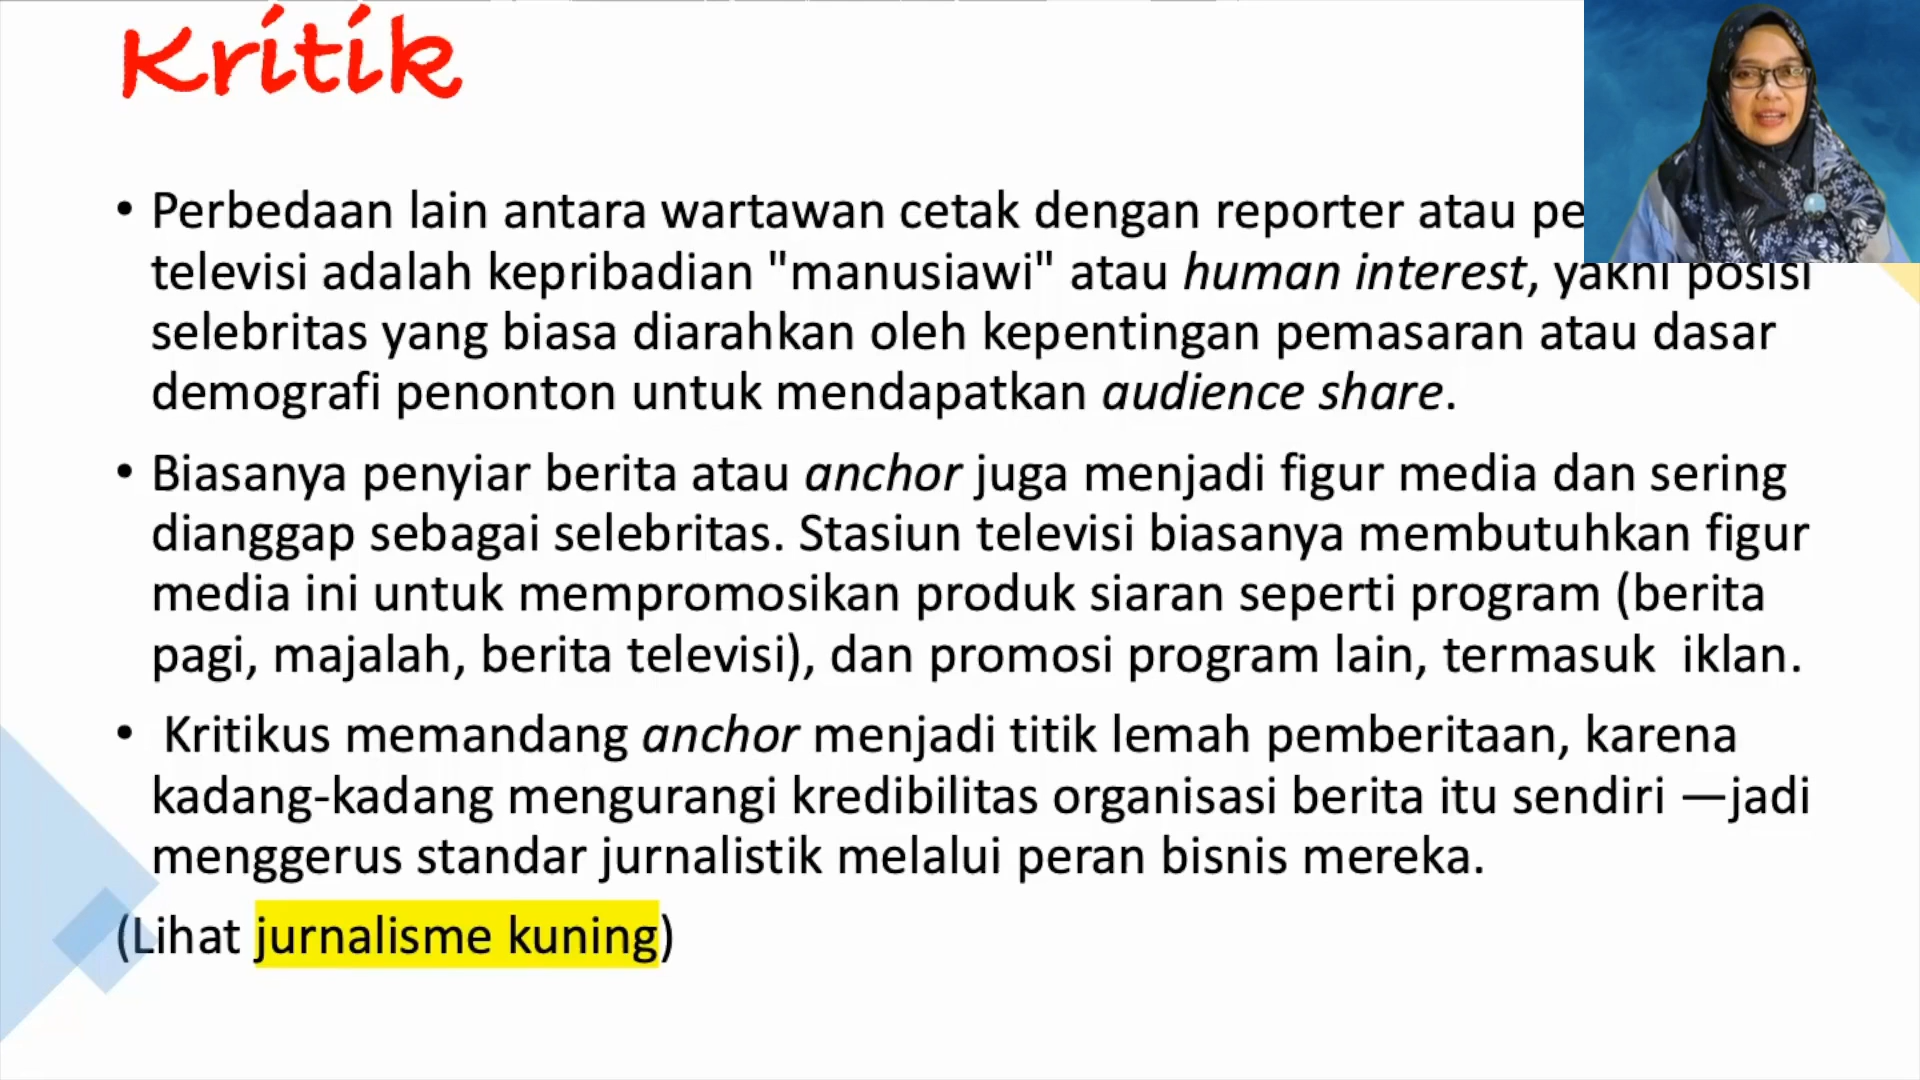 Kritik
• Perbedaan lain antara wartawan cetak dengan reporter atau
televisi adalah kepribadian "manusiawi" atau human interest, yakni posisi
selebritas yang biasa diarahkan oleh kepentingan pemasaran atau dasar
demografi penonton untuk mendapatkan audience share.
• Biasanya penyiar berita atau anchor juga menjadi figur media dan sering
dianggap sebagai selebritas. Stasiun televisi biasanya membutuhkan figur
media ini untuk mempromosikan produk siaran seperti program (berita
pagi, majalah, berita televisi), dan promosi program lain, termasuk  iklan.
• Kritikus memandang anchor menjadi titik lemah pemberitaan, karena
kadang-kadang mengurangi kredibilitas organisasi berita itu sendiri —jadi
menggerus standar jurnalistik melalui peran bisnis mereka.
(Lihat jurnalisme kuning)